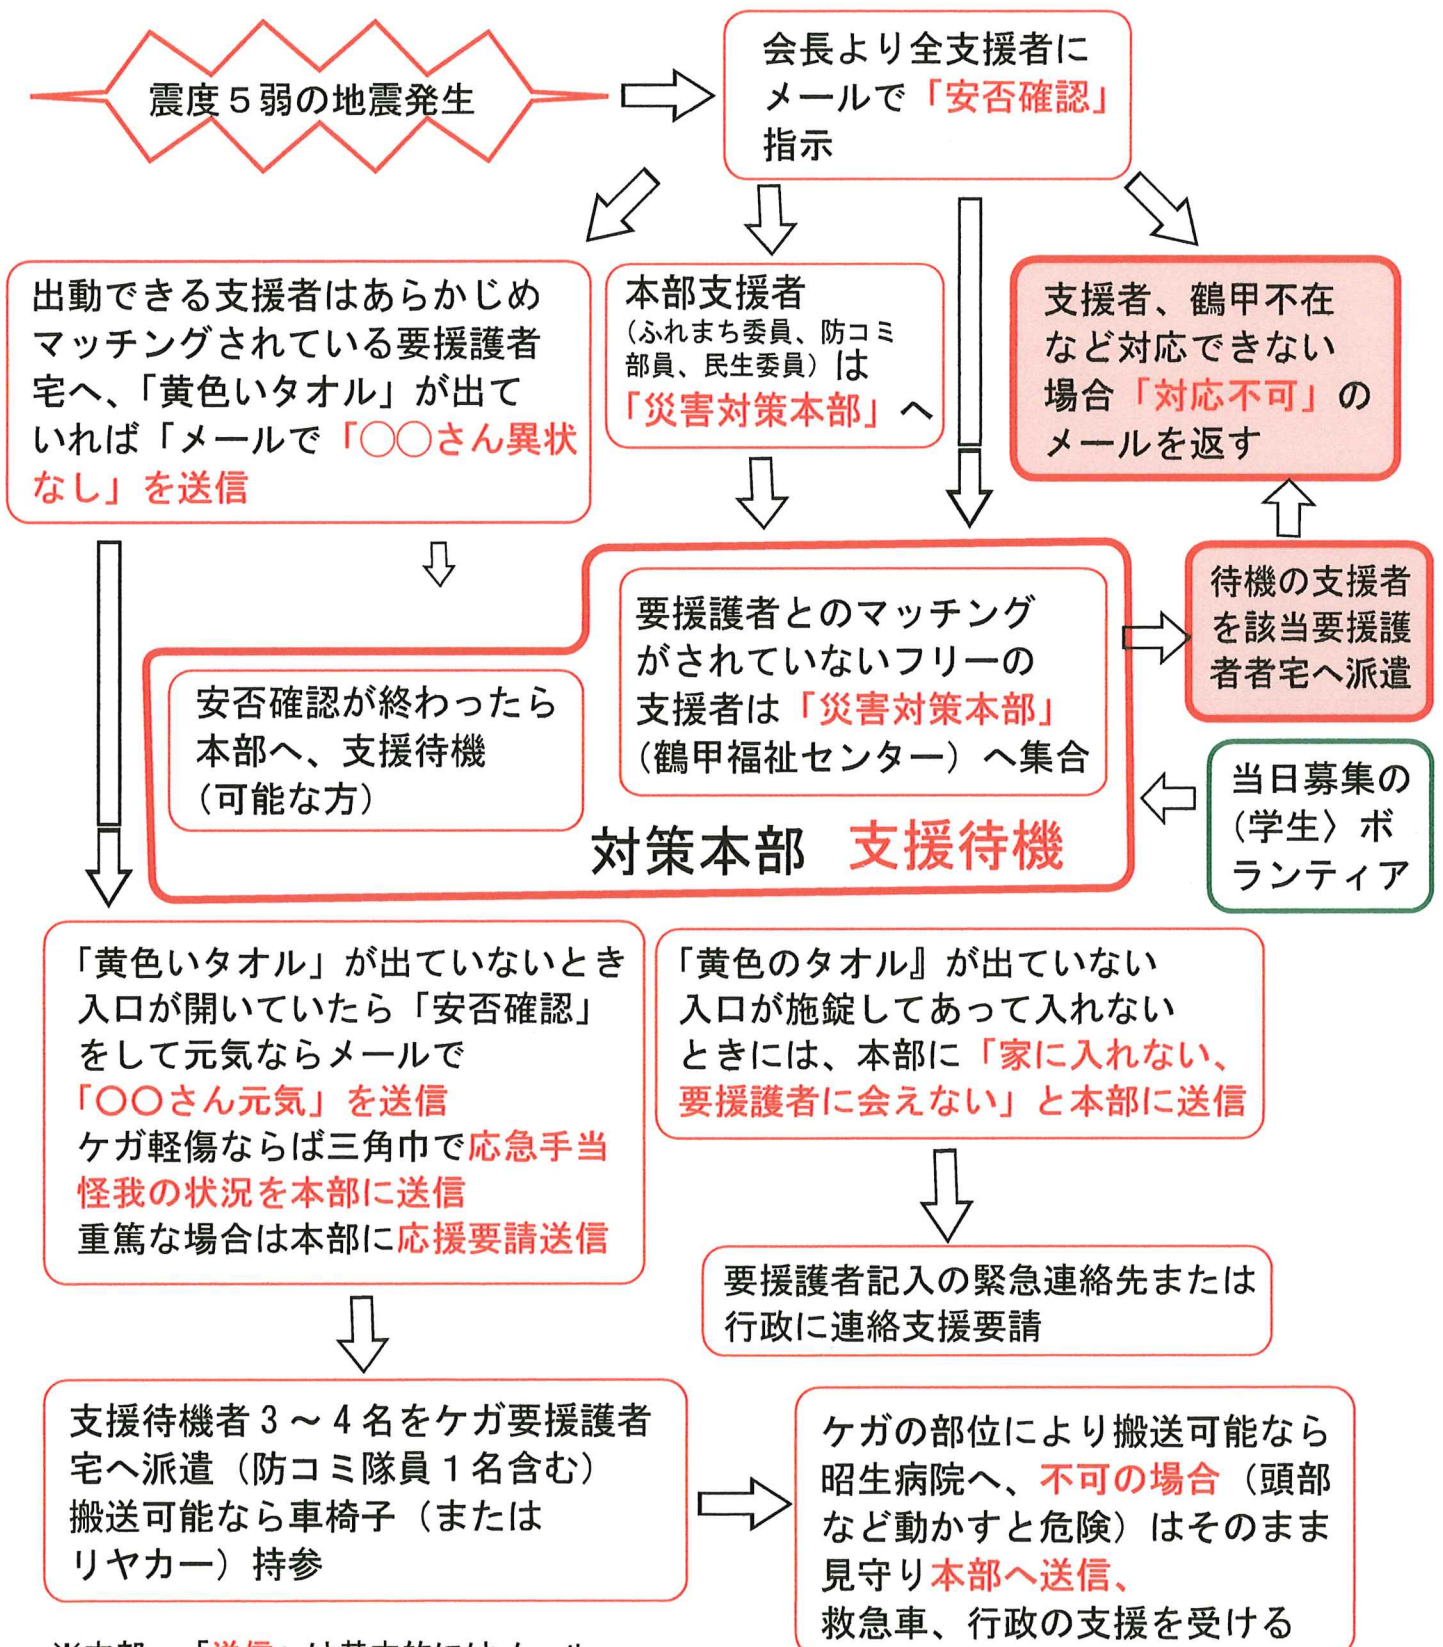 震度５弱の地震発生
会長より全支援者に
メールで「安否確認」
指示
出動できる支援者はあらかじめ
マッチングされている要援護者
宅へ、「黄色いタオル」が出て
いれば「メールで「○○さん異状
なし」を送信
本部支援者
（ふれまち委員、防コミ
部員、民生委員）は
「災害対策本部」へ
支援者、鶴甲不在
など対応できない
場合「対応不可」の
メールを返す
要援護者とのマッチング
がされていないフリーの
支援者は「災害対策本部」
（鶴甲福祉センター）へ集合
待機の支援者
を該当要援護
者者宅へ派遣
安否確認が終わったら
本部へ、支援待機
（可能な方）
当日募集の
（学生〉ボ
ランティア
対策本部　支援待機
「黄色いタオル」が出ていないとき
入口が開いていたら「安否確認」
をして元気ならメールで
「〇〇さん元気」を送信
ケガ軽傷ならば三角巾で応急手当
怪我の状況を本部に送信
重篤な場合は本部に応援要請送信
「黄色のタオル』が出ていない
入口が施錠してあって入れない
ときには、本部に「家に入れない、
要援護者に会えない」と本部に送信
要援護者記入の緊急連絡先または
行政に連絡支援要請
支援待機者３～４名をケガ要援護者
宅へ派遣（防コミ隊員１名含む）
搬送可能なら車椅子（または
リヤカー）持参
ケガの部位により搬送可能なら
昭生病院へ、不可の場合（頭部
など動かすと危険）はそのまま
見守り本部へ送信、
救急車、行政の支援を受ける